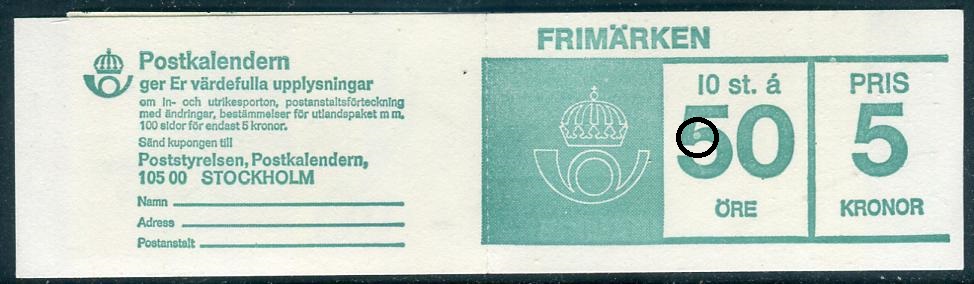 Postkalendern
ger Er värdefulla upplysningar
om in- och utrikesporton, postanstaltsförteckning
med ändringar, bestämmelser för utlandspaket m m.
100 sidor för endast 5 kronor.
Sänd kupongen till
Poststyrelsen, Postkalendern,
105 00 STOCKHOLM
Namn
Adress
Postanstalt
FRIMÄRKEN
10 st. á
50
ÖRE
PRIS
5
KRONOR